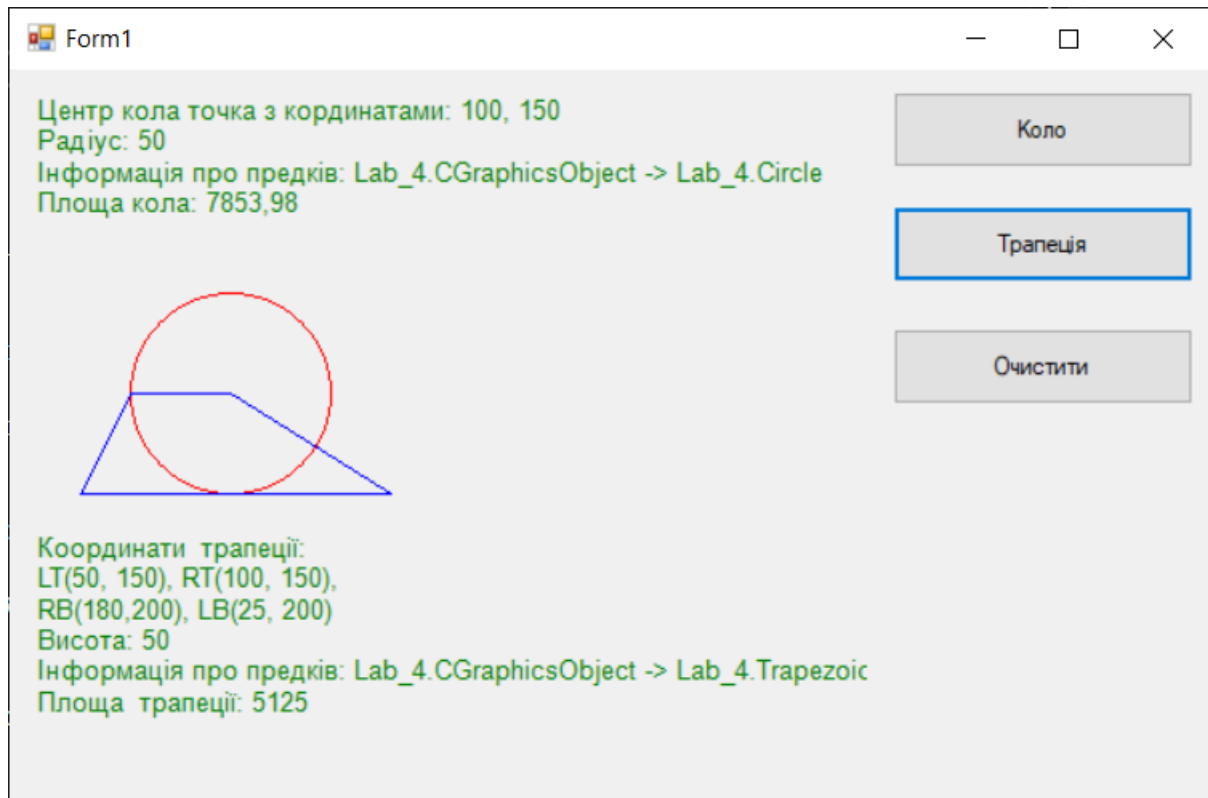 Form1
Центр кола точка з кординатами: 100, 150
Радіус: 50
Інформація про предків: Lab_4.CGraphicsObject -> Lab_4.Circle
Площа кола: 7853,98
Коло
Трапеція
Очистити
Координати трапеції:
LT(50, 150), RT(100, 150),
RB(180,200), LB(25, 200)
Висота: 50
Інформація про предків: Lab_4.CGraphicsObject -> Lab_4.Trapezoic
Площа трапеції: 5125